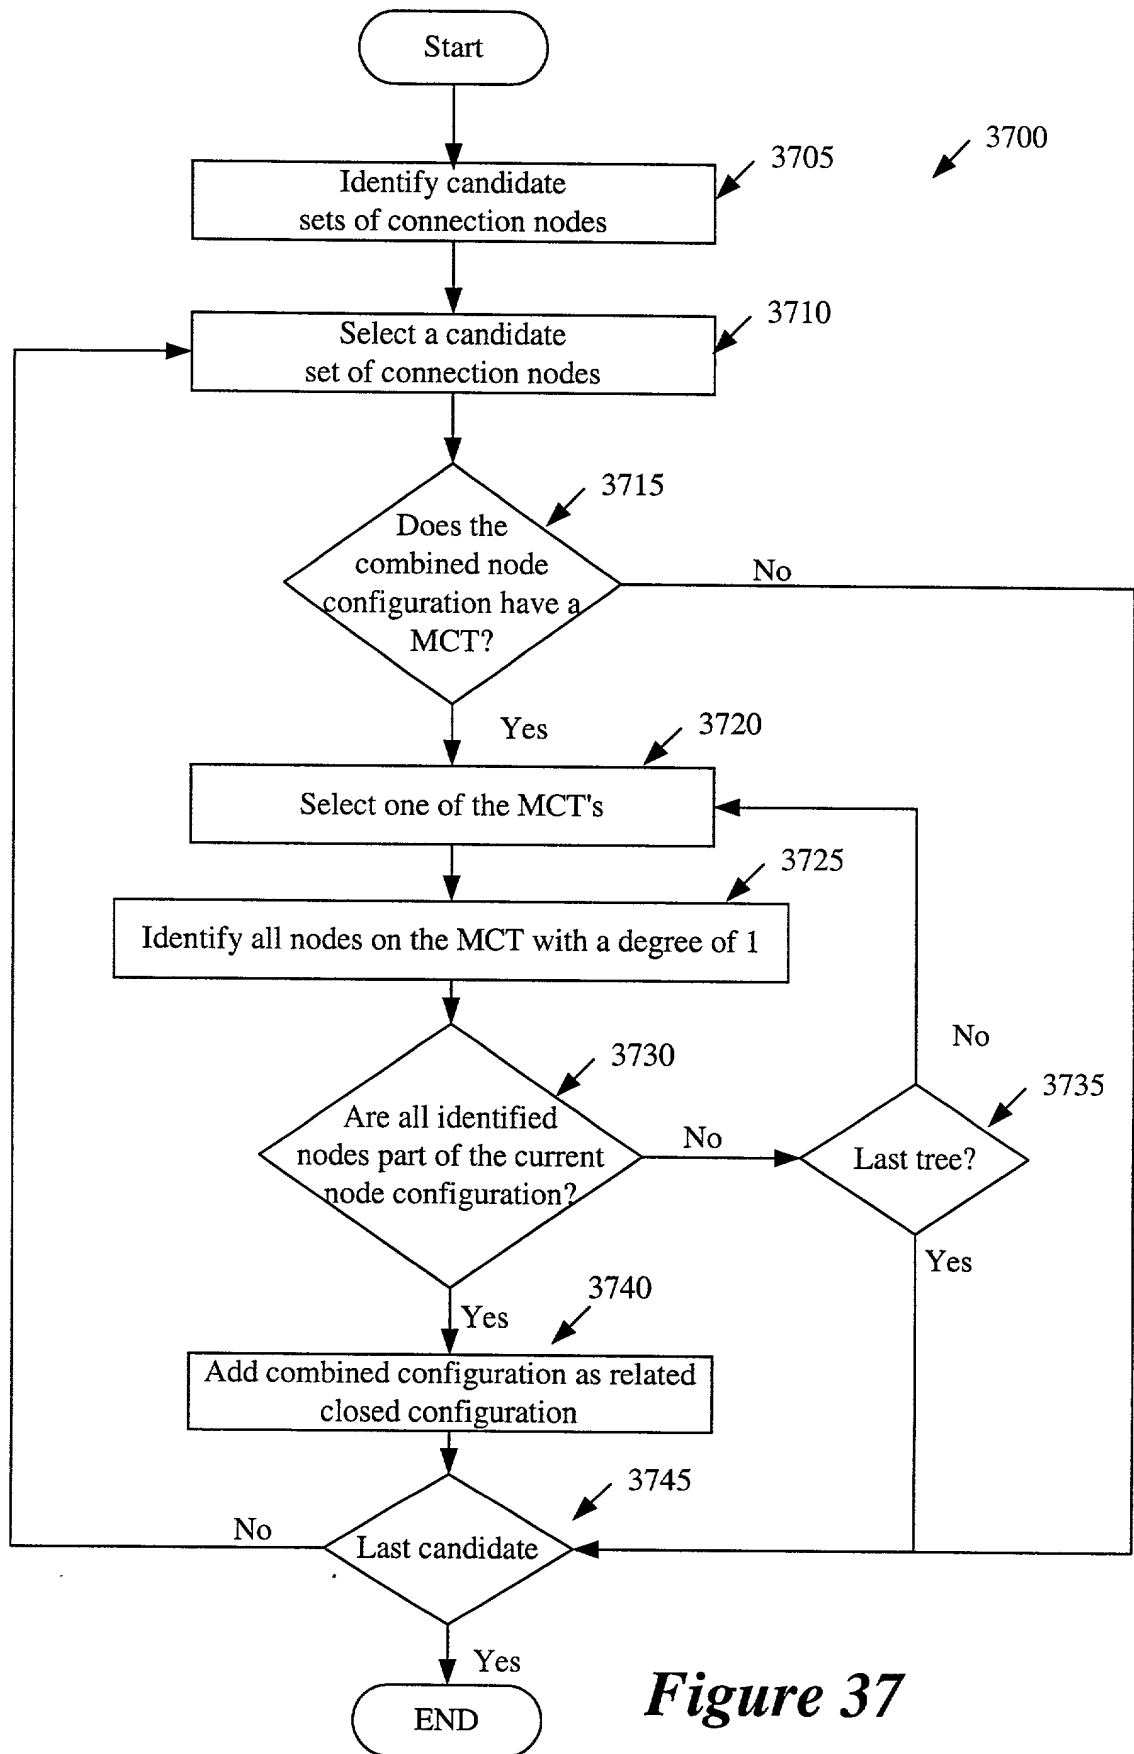 Start
3700
3705
Identify candidate
sets of connection nodes
3710
Select a candidate
set of connection nodes
3715
Does the
combined node
configuration have a
MCT?
No
Yes
3720
Select one of the MCT's
3725
Identify all nodes on the MCT with a degree of 1
No
3730
3735
Are all identified
nodes part of the current
node configuration?
No
Last tree?
Yes
3740
Yes
Add combined configuration as related
closed configuration
3745
No
Last candidate
Yes
END
Figure 37